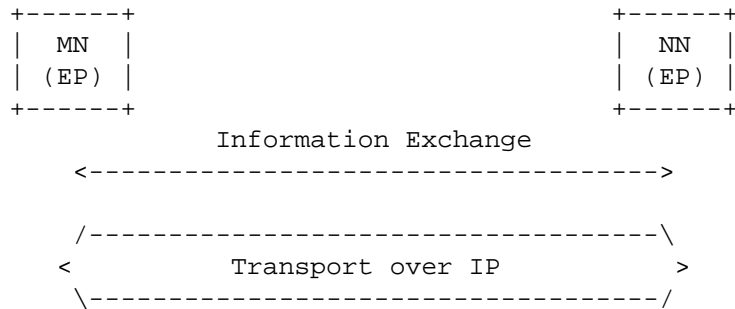 MN NN
(EP) (EP)
Information Exchange
Transport over IP